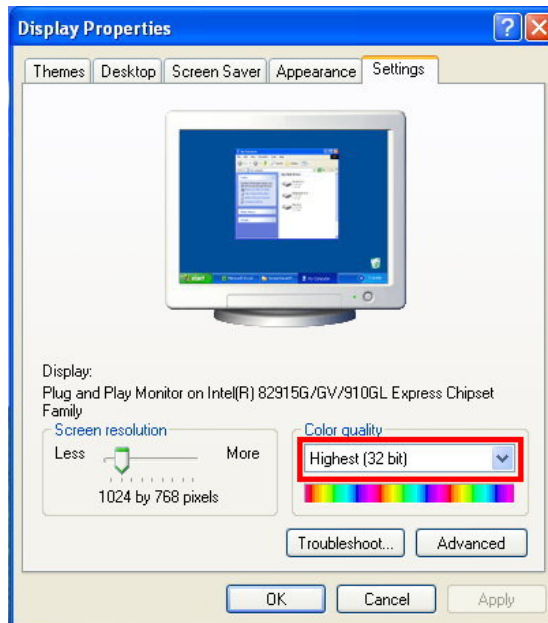 Display Properties
Themes Desktop Screen Saver Appearance Settings
Display:
Plug and Play Monitor on Intel(R) 82915G/GV/910GL Express Chipset
Family
Screen resolution
Less More
1024 by 768 pixels
Color quality
Highest (32 bit)
Troubleshoot... Advanced
OK Cancel Apply